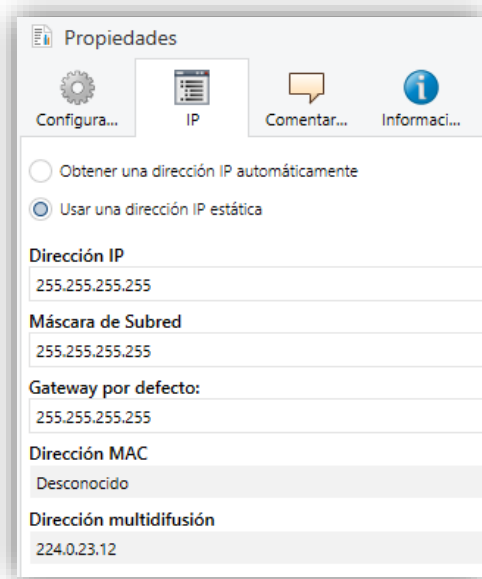 Propiedades
Configura...
IP
Comentar...
Informaci...
Obtener una dirección IP automáticamente
Usar una dirección IP estática
Dirección IP
255.255.255.255
Máscara de Subred
255.255.255.255
Gateway por defecto:
255.255.255.255
Dirección MAC
Desconocido
Dirección multidifusión
224.0.23.12